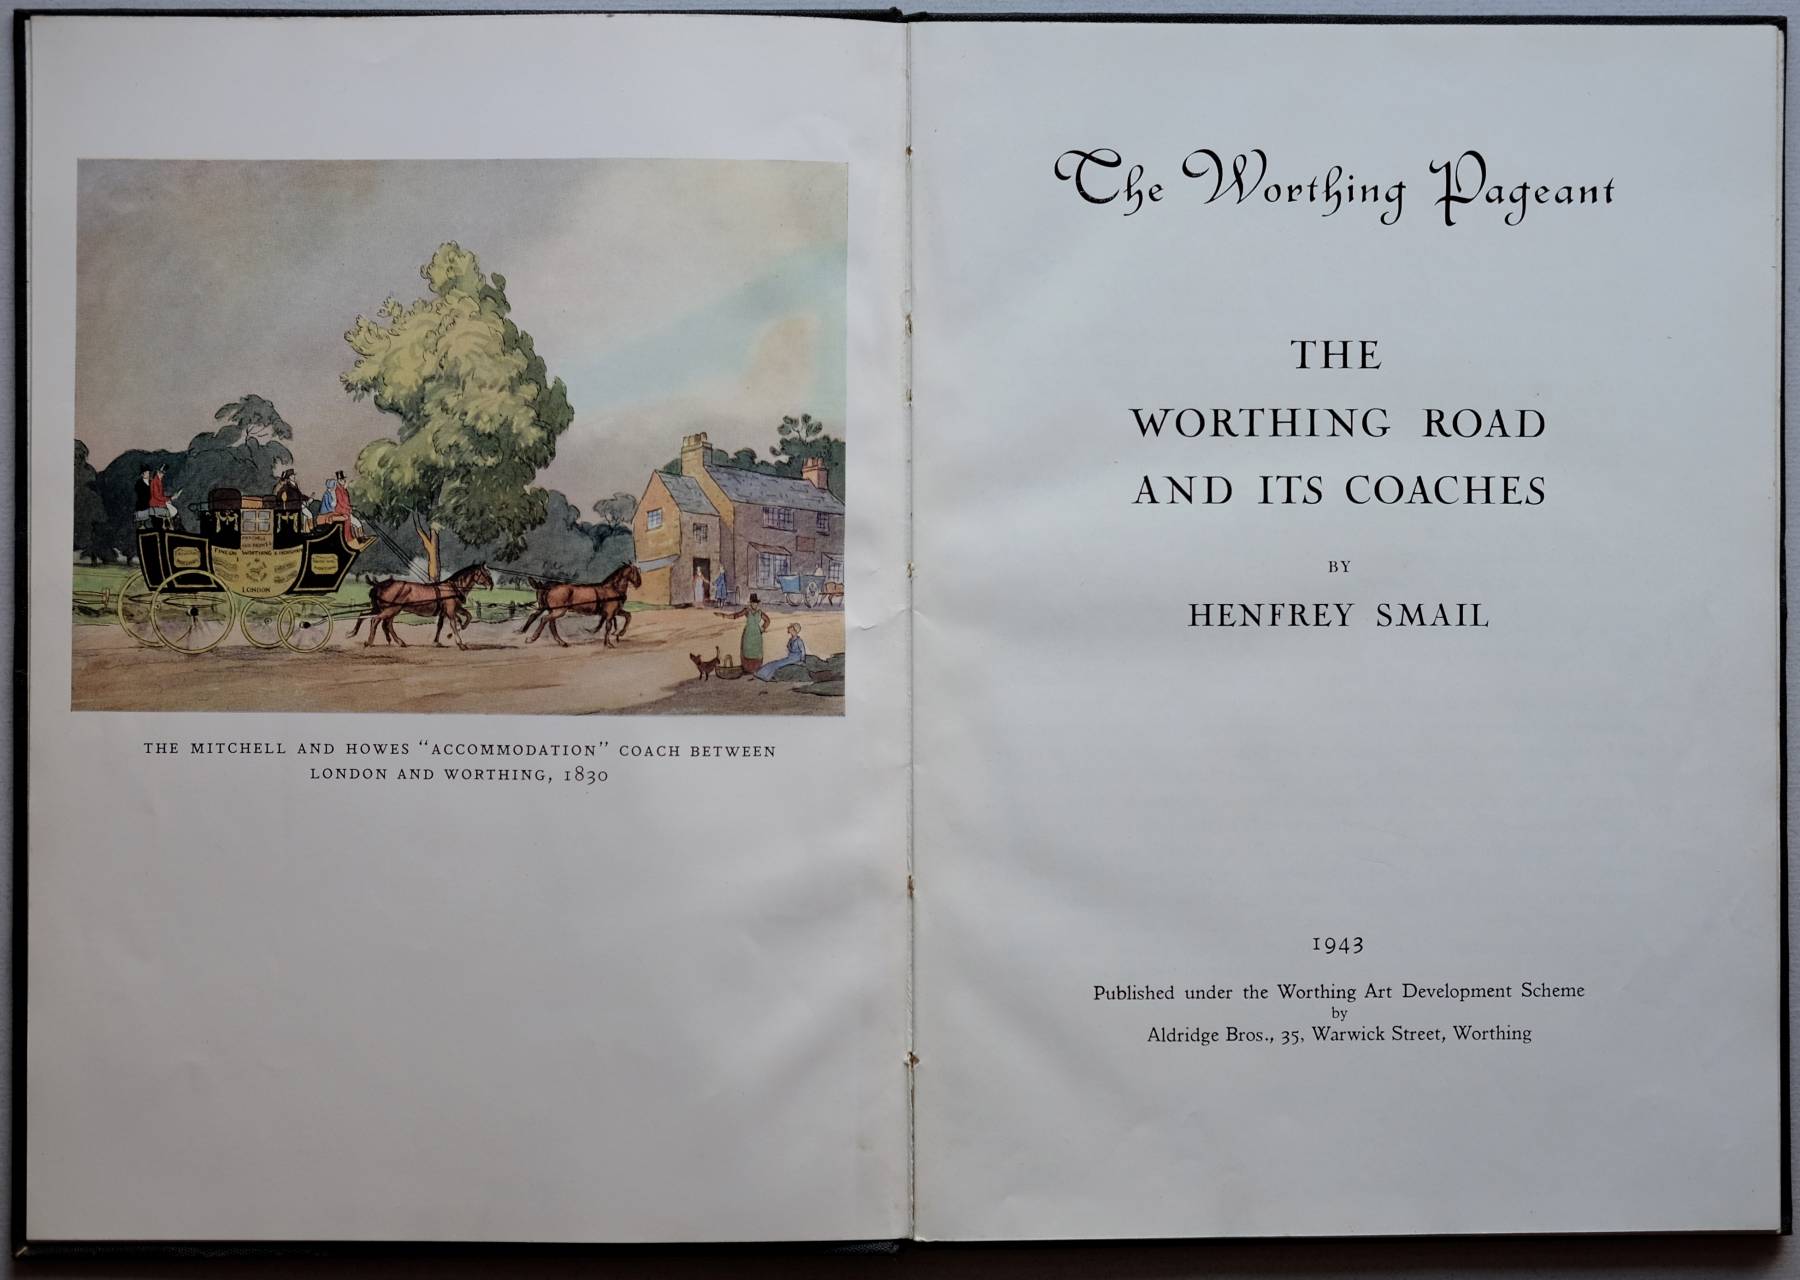 WORTHING
LONDON
THE MITCHELL AND HOWES "ACCOMMODATION" COACH BETWEEN
LONDON AND WORTHING, 1830
The Worthing Pageant
THE
WORTHING ROAD
AND ITS COACHES
BY
HENFREY SMAIL
1943
Published under the Worthing Art Development Scheme
by
Aldridge Bros., 35, Warwick Street, Worthing